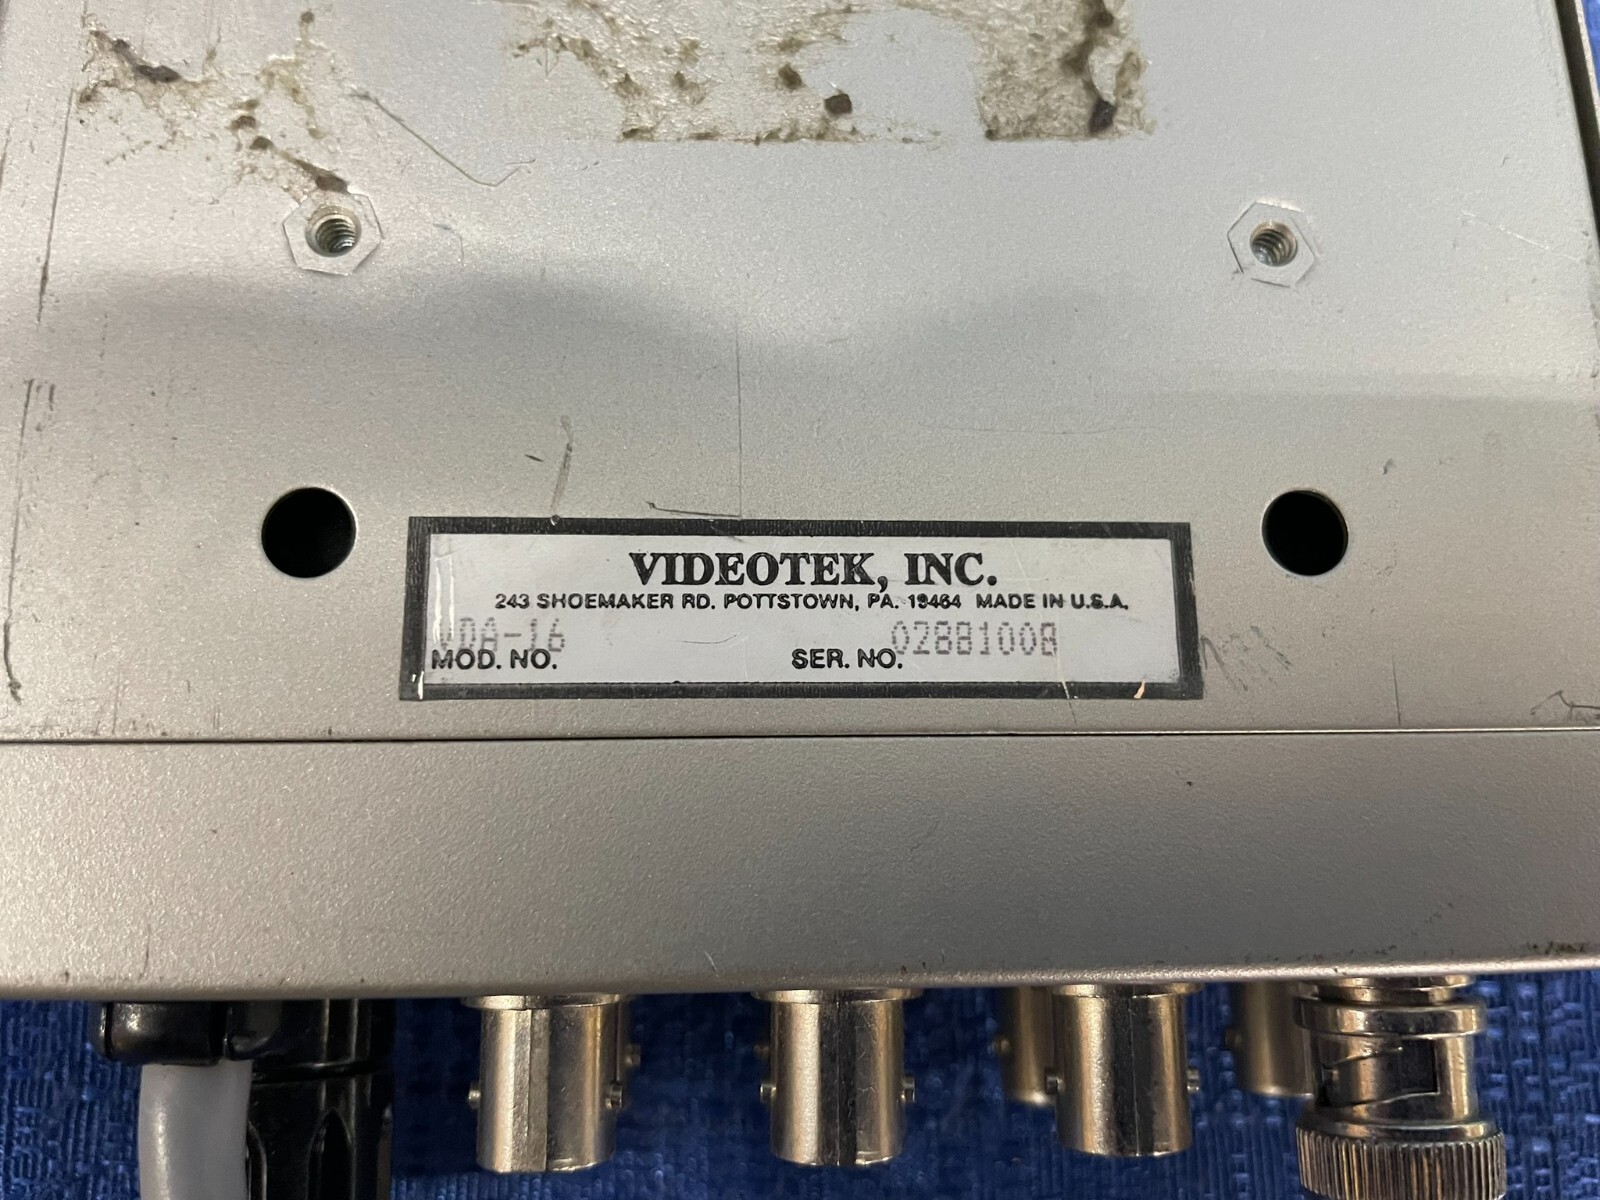 VIDEOTEK, INC.
243 SHOEMAKER RD. POTTSTOWN, PA. 19464 MADE IN U.S.A.
VDA-16 02881008
MOD. NO. SER. NO.